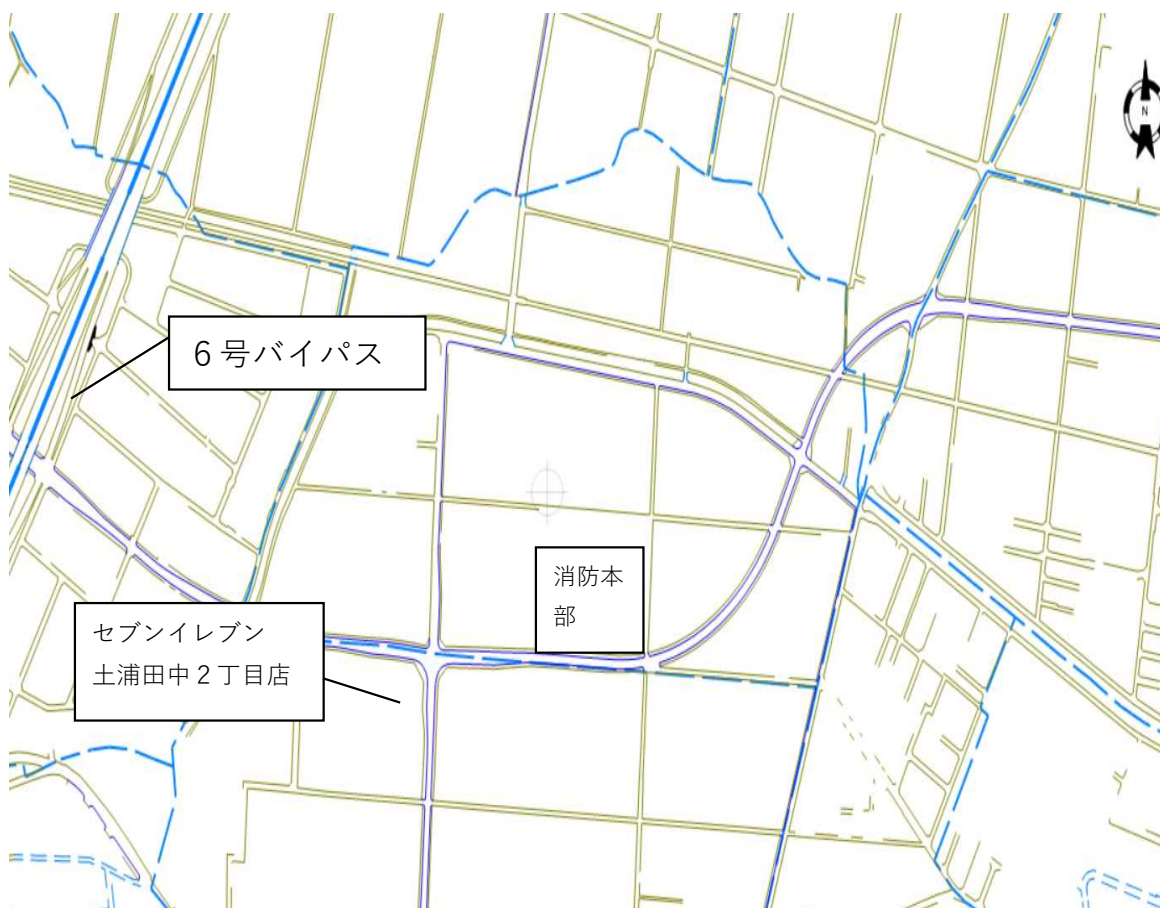 N
６号バイパス
消防本
部
セブンイレブン
土浦田中２丁目店